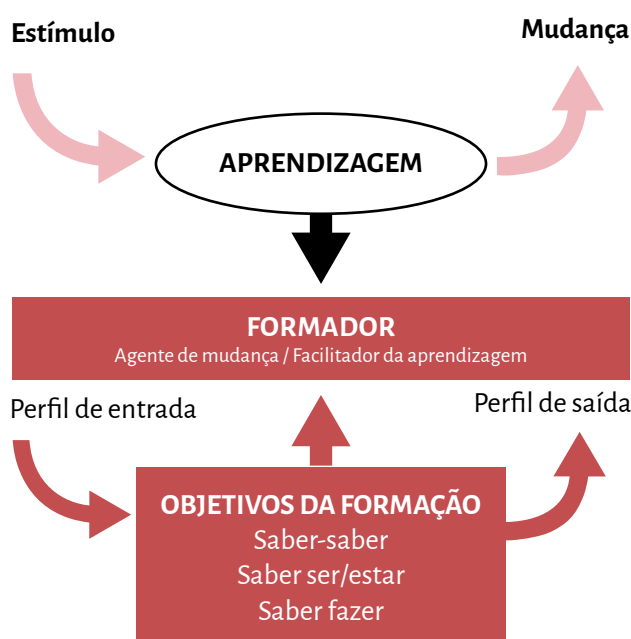 Estímulo
Mudança
APRENDIZAGEM
FORMADOR
Agente de mudança / Facilitador da aprendizagem
Perfil de entrada
Perfil de saída
OBJETIVOS DA FORMAÇÃO
Saber-saber
Saber ser/estar
Saber fazer